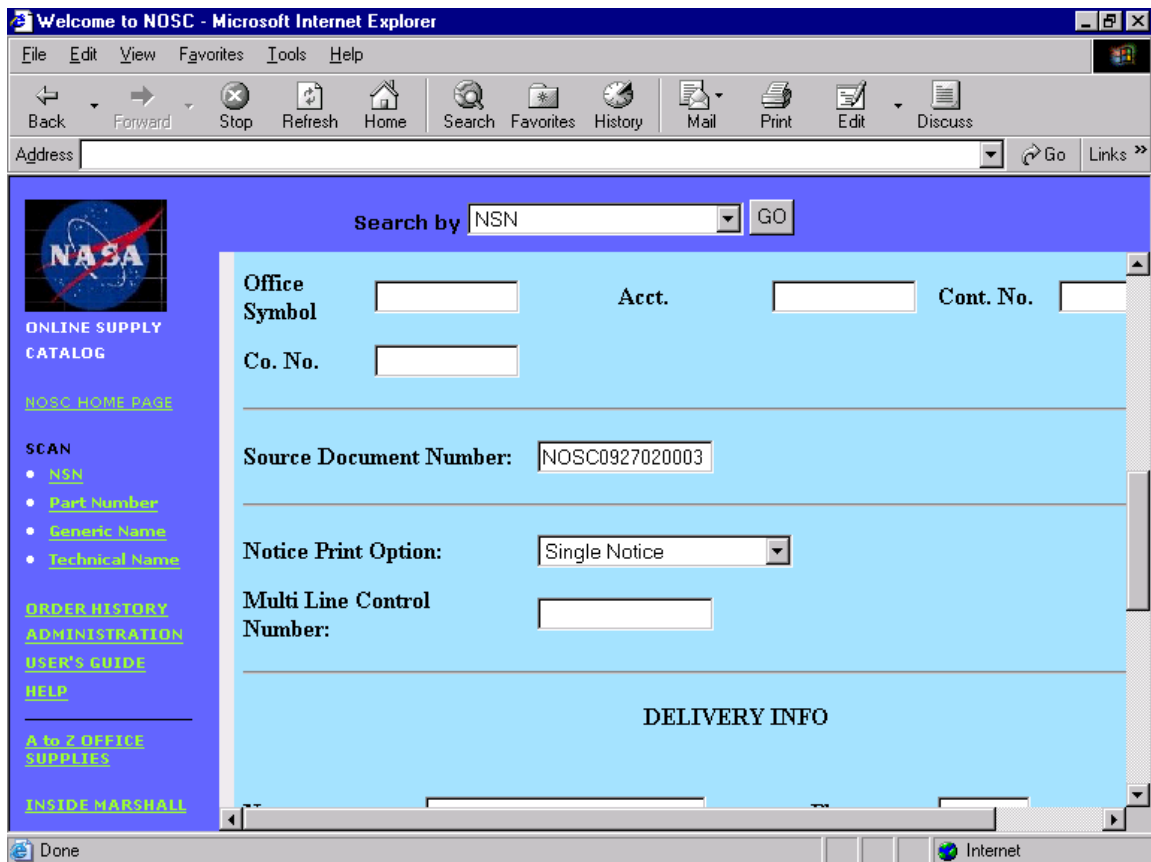 Welcome to NOSC - Microsoft Internet Explorer
File Edit View Favorites Tools Help
Back Forward Stop Refresh Home Search Favorites History Mail Print Edit Discuss
Address Go Links »
NASA
Search by NSN GO
ONLINE SUPPLY
CATALOG
NOSC HOME PAGE
SCAN
NSN
Part Number
Generic Name
Technical Name
ORDER HISTORY
ADMINISTRATION
USER'S GUIDE
HELP
A to Z OFFICE
SUPPLIES
INSIDE MARSHALL
Office
Symbol
Acct. Cont. No.
Co. No.
Source Document Number: NOSC0927020003
Notice Print Option: Single Notice
Multi Line Control
Number:
DELIVERY INFO
Done Internet